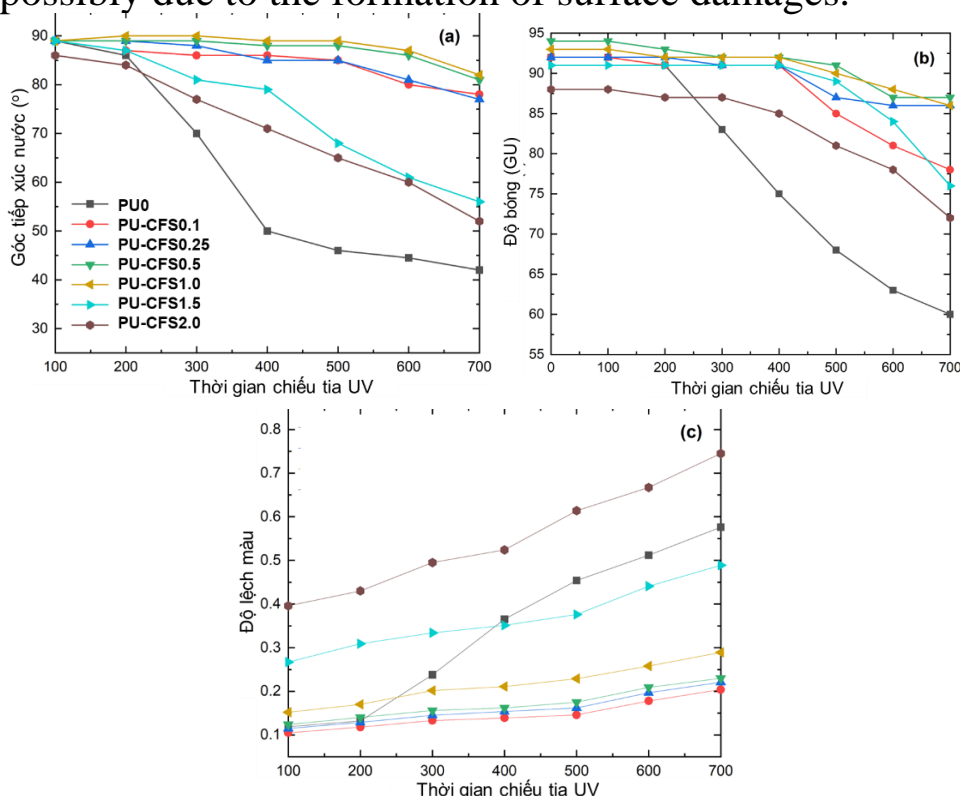 possibly due to the formation of surface damages.
(a)
Góc tiếp xúc nước (º)
90
80
70
60
50
40
30
PU0
PU-CFS0.1
PU-CFS0.25
PU-CFS0.5
PU-CFS1.0
PU-CFS1.5
PU-CFS2.0
100 200 300 400 500 600 700
Thời gian chiếu tia UV
(b)
Độ bóng (GU)
95
90
85
80
75
70
65
60
55
0 100 200 300 400 500 600 700
Thời gian chiếu tia UV
(c)
Độ lệch màu
0.8
0.7
0.6
0.5
0.4
0.3
0.2
0.1
100 200 300 400 500 600 700
Thời gian chiếu tia UV